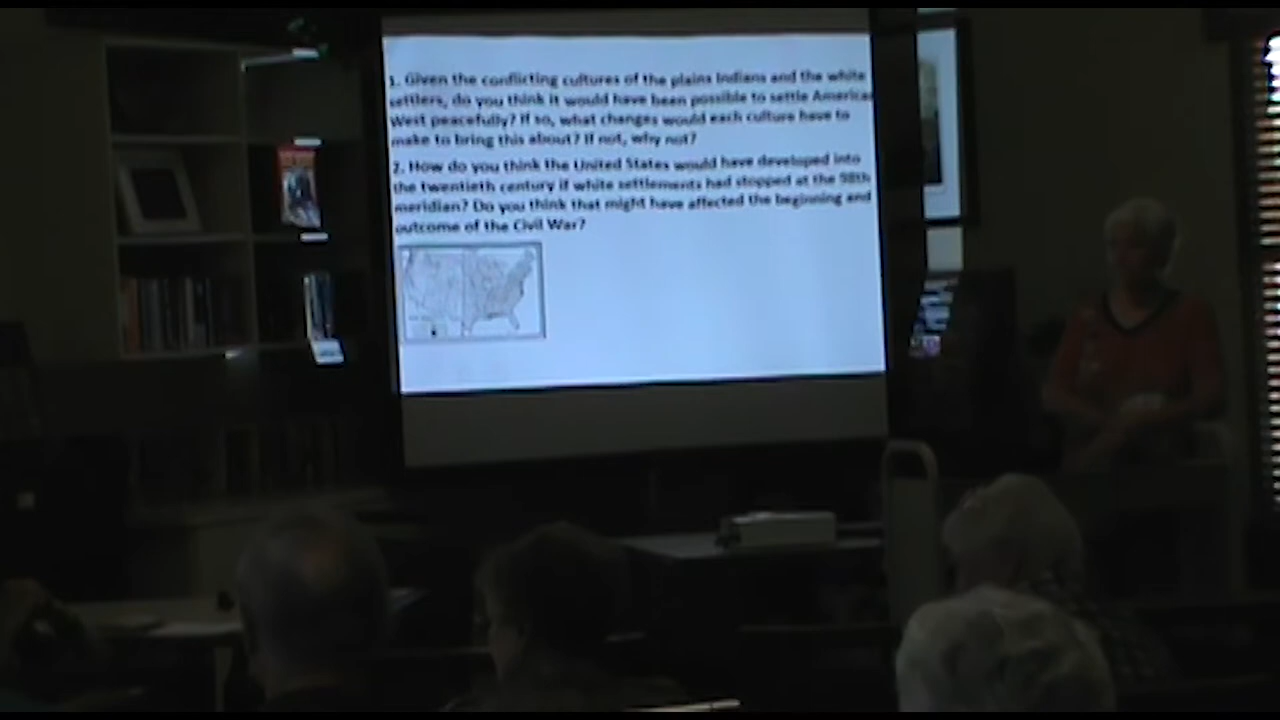 1. Given the conflicting cultures of the plains Indians and the white
settlers, do you think it would have been possible to settle American
West peacefully? If so, what changes would each culture have to
make to bring this about? If not, why not?
2. How do you think the United States would have developed into
the twentieth century if white settlements had stopped at the 98th
meridian? Do you think that might have affected the beginning and
outcome of the Civil War?